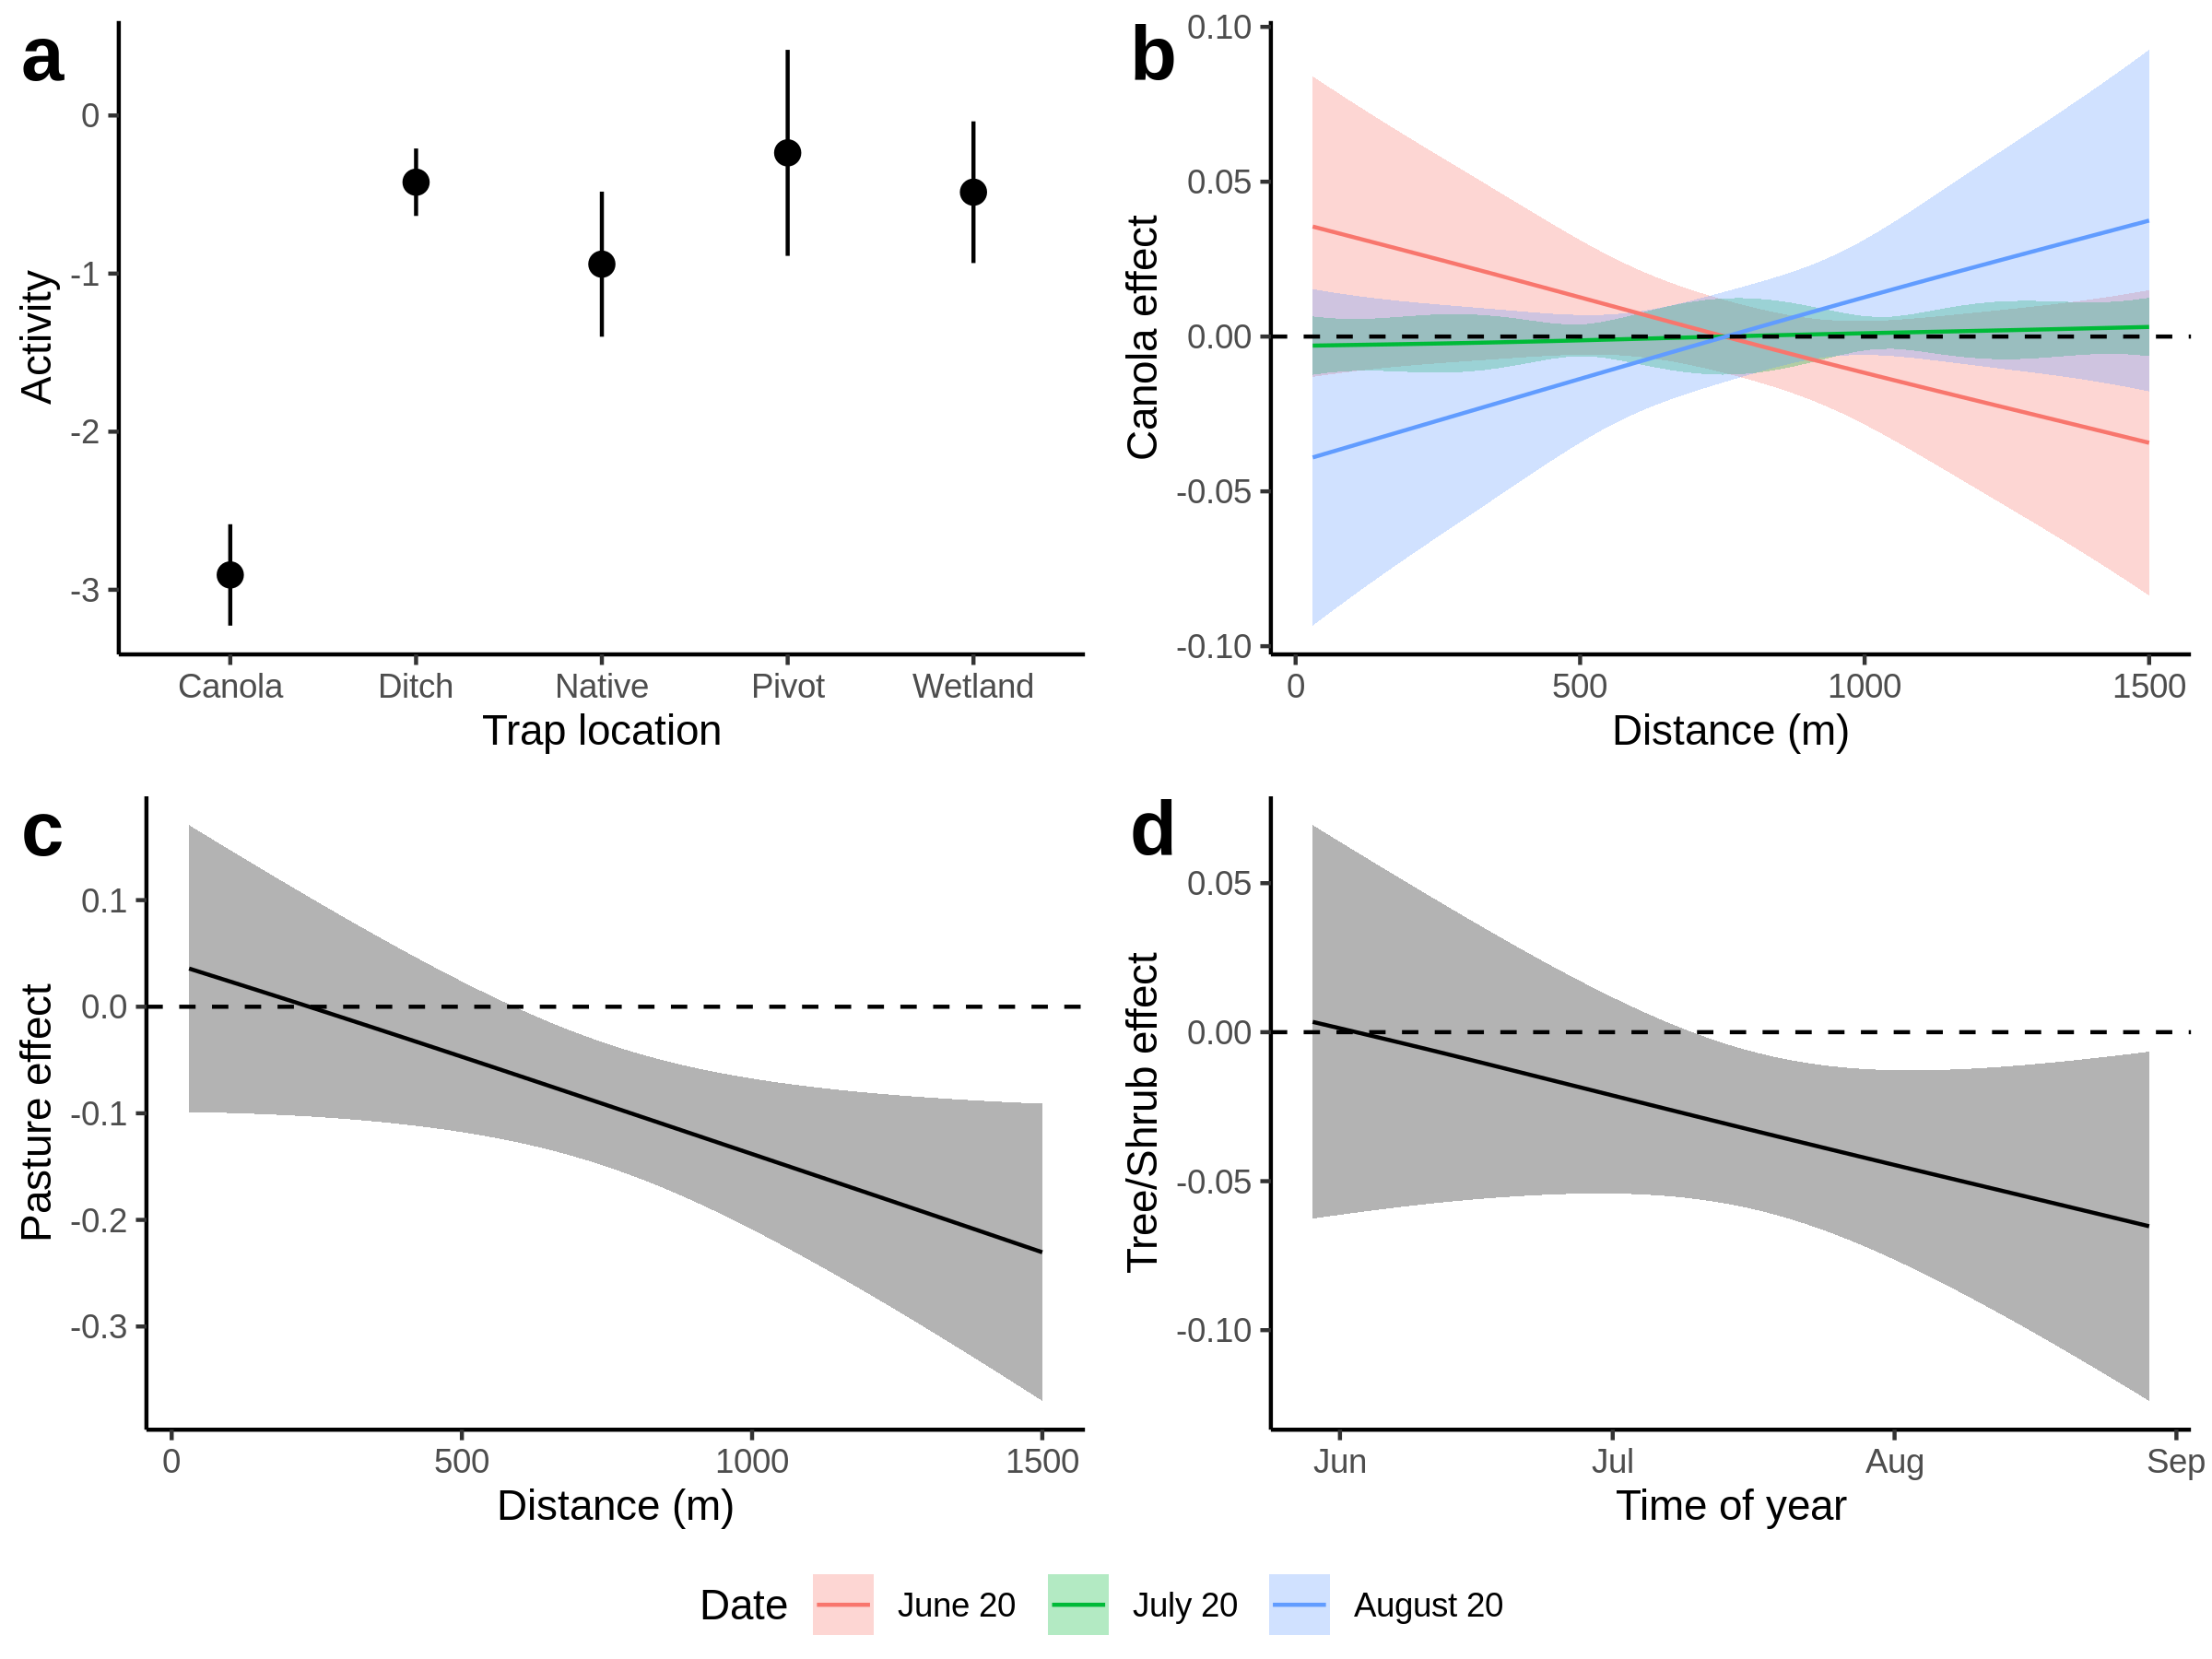 a
0
-1
-2
-3
Activity
Canola Ditch Native Pivot Wetland
Trap location
b
0.10
0.05
0.00
-0.05
-0.10
Canola effect
0 500 1000 1500
Distance (m)
c
0.1
0.0
-0.1
-0.2
-0.3
Pasture effect
0 500 1000 1500
Distance (m)
d
0.05
0.00
-0.05
-0.10
Tree/Shrub effect
Jun Jul Aug Sep
Time of year
Date June 20 July 20 August 20